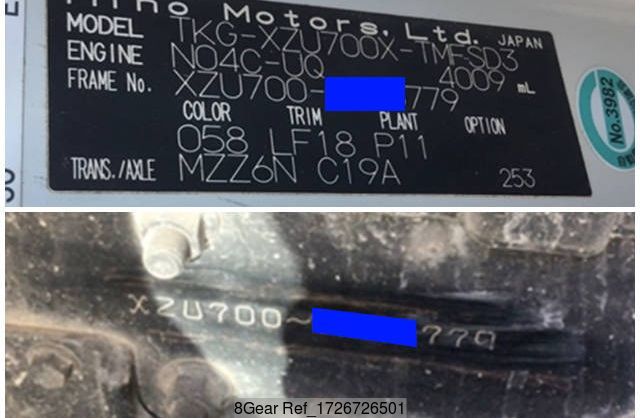 Hino Motors, Ltd. JAPAN
MODEL TKG-XZU700X-TMFSD3
ENGINE N04C-UQ 4009 mL
FRAME No. XZU700- 779
COLOR TRIM PLANT OPTION
058 LF18 P11
TRANS./AXLE MZZ6N C19A 253
No.3982
XZU700~ 779
8Gear Ref_1726726501